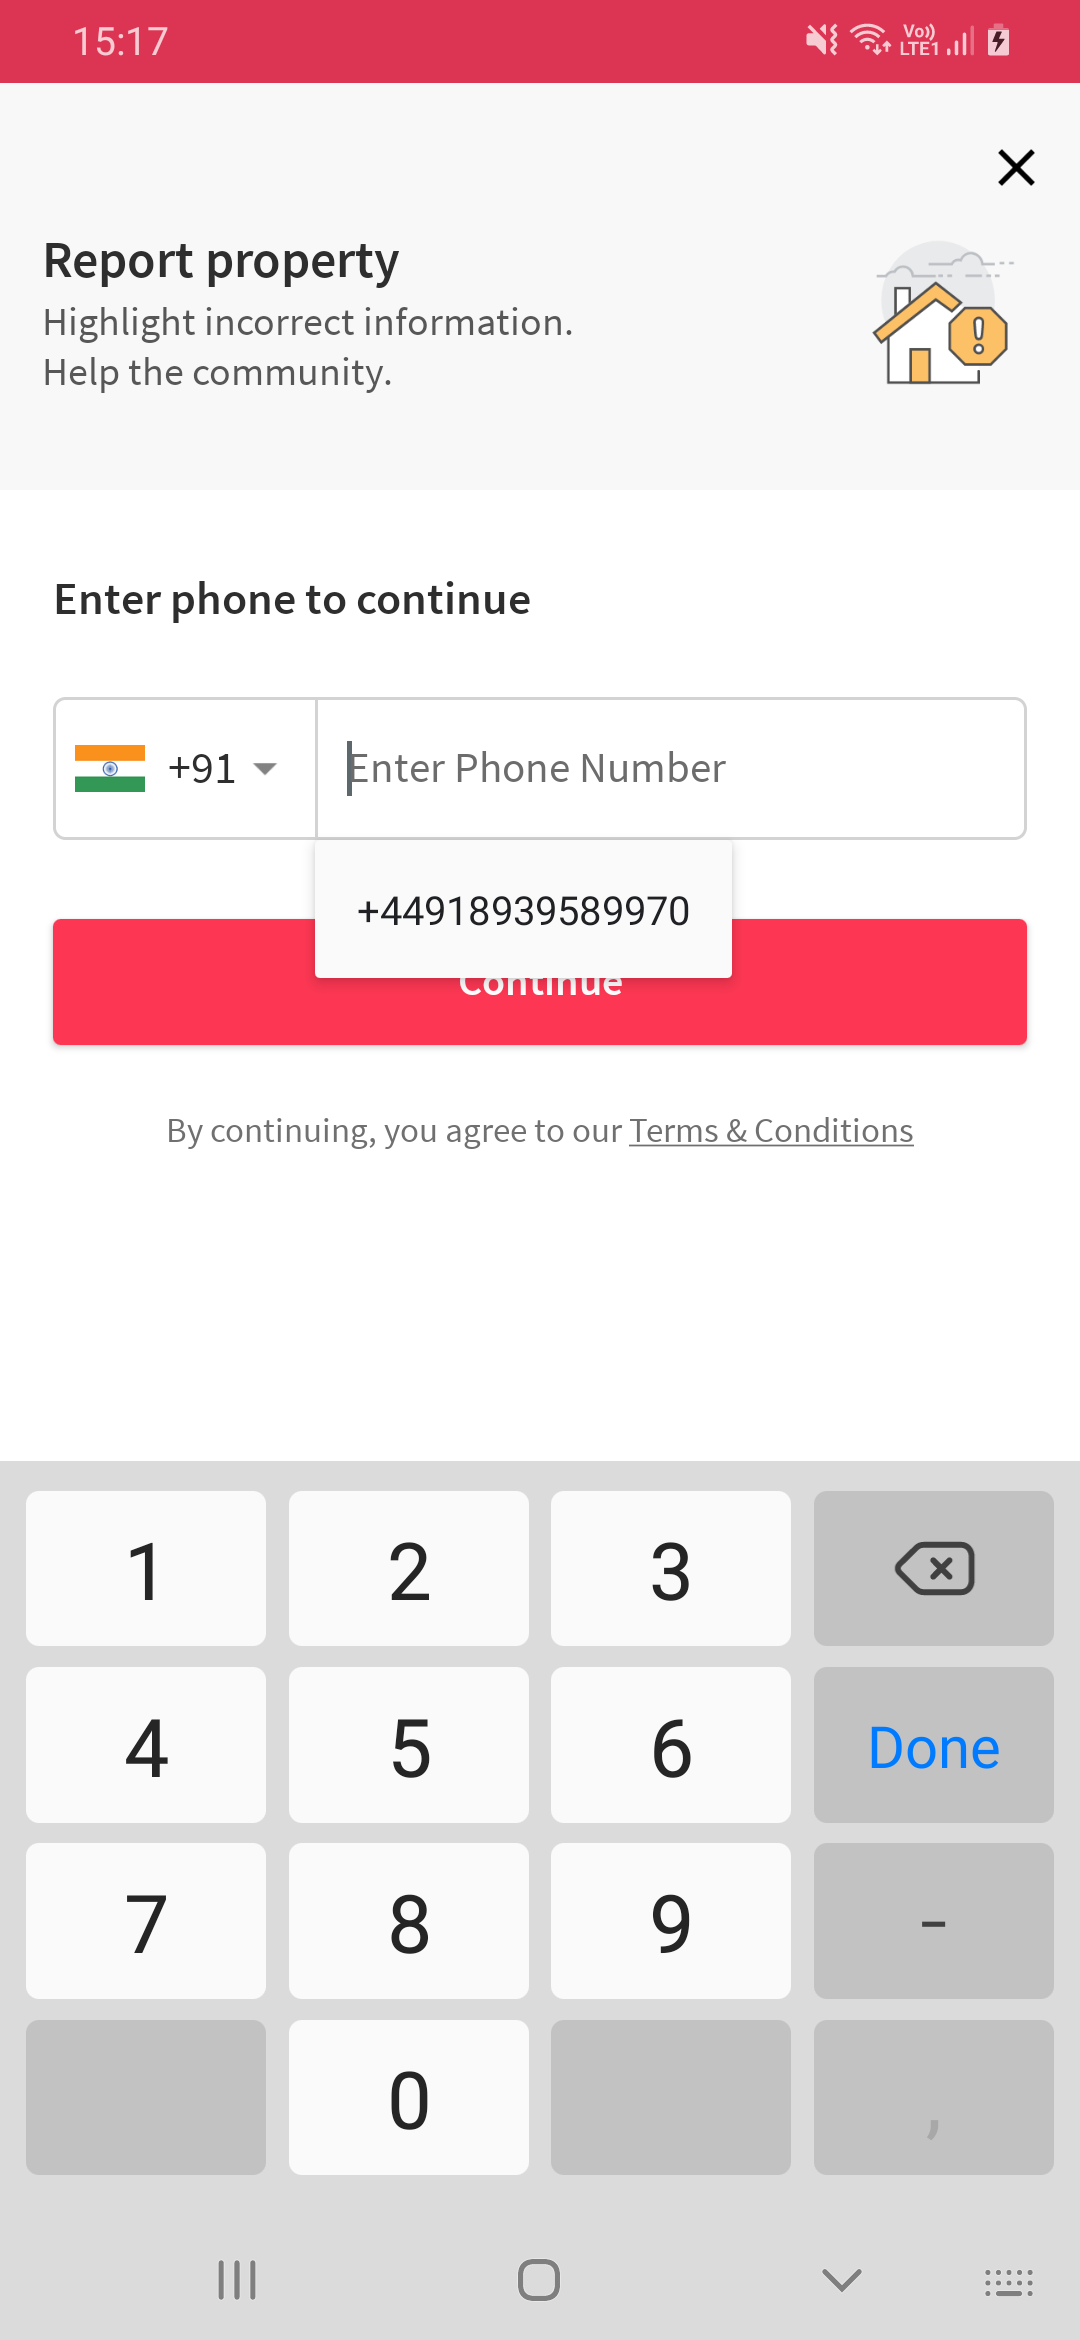 15:17
Vo))
LTE1
Report property
Highlight incorrect information.
Help the community.
Enter phone to continue
+91
Enter Phone Number
+44918939589970
Continue
By continuing, you agree to our Terms & Conditions
1 2 3
4 5 6 Done
7 8 9 -
0 ,